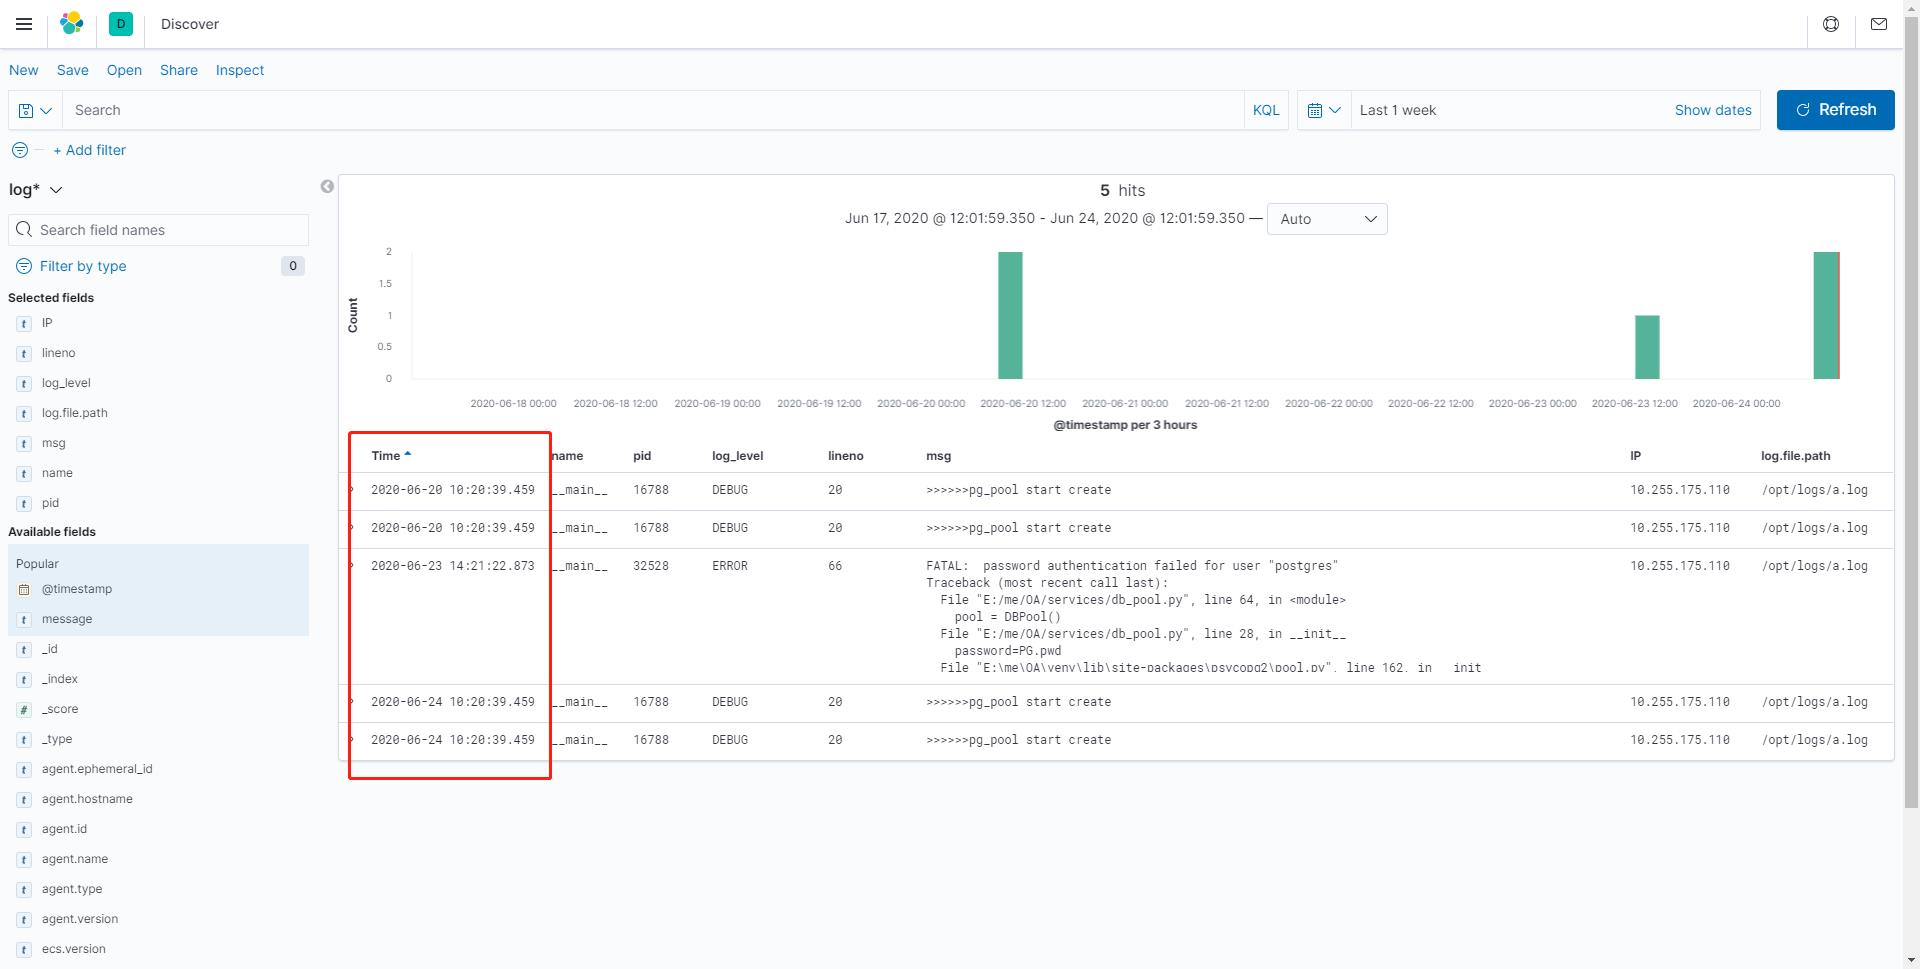 D Discover
New Save Open Share Inspect
Search KQL Last 1 week Show dates Refresh
+ Add filter
log*
Search field names
Filter by type 0
Selected fields
t IP
t lineno
t log_level
t log.file.path
t msg
t name
t pid
Available fields
Popular
@timestamp
t message
t _id
t _index
# _score
t _type
t agent.ephemeral_id
t agent.hostname
t agent.id
t agent.name
t agent.type
t agent.version
t ecs.version
5 hits
Jun 17, 2020 @ 12:01:59.350 - Jun 24, 2020 @ 12:01:59.350 — Auto
Count
2
1.5
1
0.5
0
2020-06-18 00:00 2020-06-18 12:00 2020-06-19 00:00 2020-06-19 12:00 2020-06-20 00:00 2020-06-20 12:00 2020-06-21 00:00 2020-06-21 12:00 2020-06-22 00:00 2020-06-22 12:00 2020-06-23 00:00 2020-06-23 12:00 2020-06-24 00:00
@timestamp per 3 hours
Time name pid log_level lineno msg IP log.file.path
2020-06-20 10:20:39.459 __main__ 16788 DEBUG 20 >>>>>>pg_pool start create 10.255.175.110 /opt/logs/a.log
2020-06-20 10:20:39.459 __main__ 16788 DEBUG 20 >>>>>>pg_pool start create 10.255.175.110 /opt/logs/a.log
2020-06-23 14:21:22.873 __main__ 32528 ERROR 66 FATAL:  password authentication failed for user "postgres" 10.255.175.110 /opt/logs/a.log
Traceback (most recent call last):
File "E:/me/OA/services/db_pool.py", line 64, in <module>
pool = DBPool()
File "E:/me/OA/services/db_pool.py", line 28, in __init__
password=PG.pwd
File "E:\me\OA\venv\lib\site-packages\psycopg2\pool.py", line 162, in __init
2020-06-24 10:20:39.459 __main__ 16788 DEBUG 20 >>>>>>pg_pool start create 10.255.175.110 /opt/logs/a.log
2020-06-24 10:20:39.459 __main__ 16788 DEBUG 20 >>>>>>pg_pool start create 10.255.175.110 /opt/logs/a.log